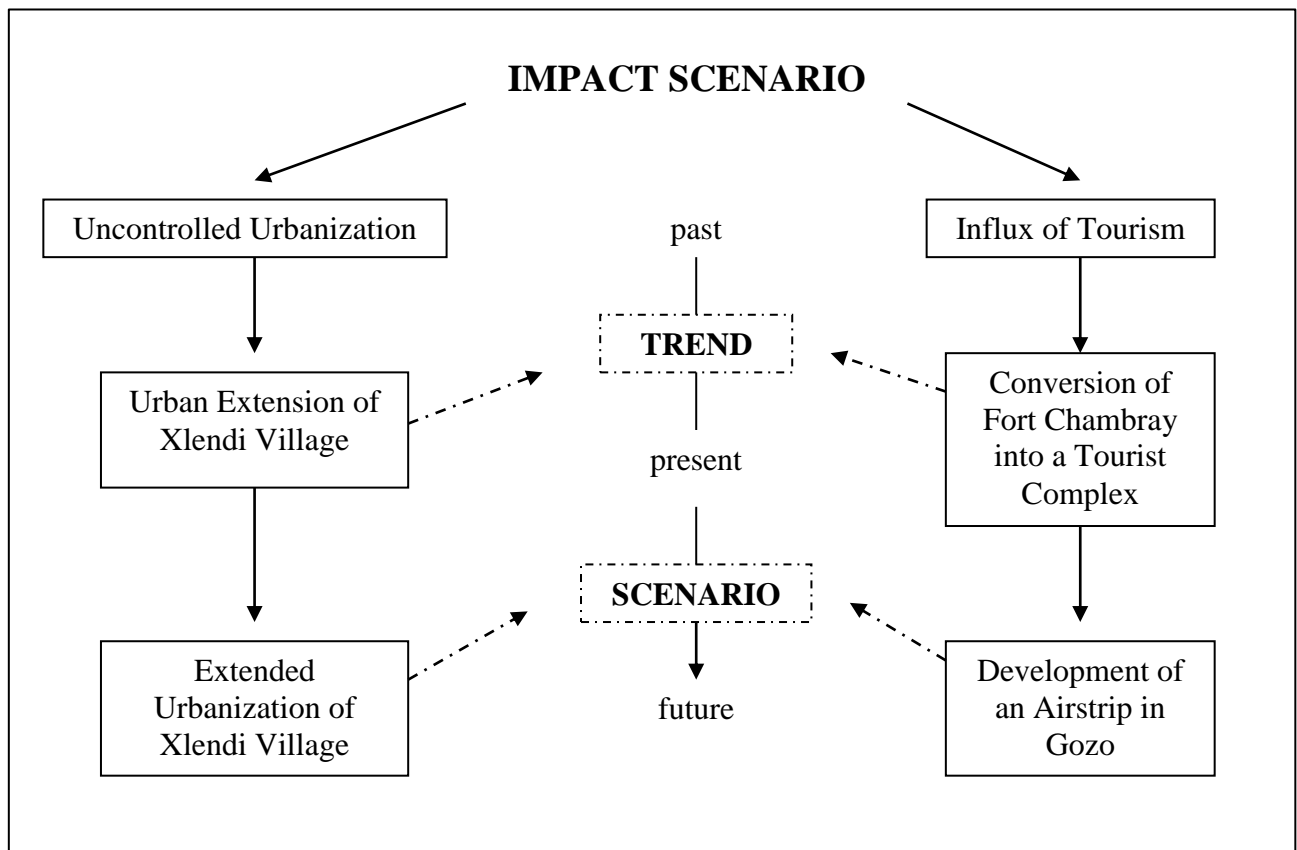 IMPACT SCENARIO
Uncontrolled Urbanization
past
Influx of Tourism
TREND
Urban Extension of
Xlendi Village
Conversion of
Fort Chambray
into a Tourist
Complex
present
SCENARIO
Extended
Urbanization of
Xlendi Village
future
Development of
an Airstrip in
Gozo